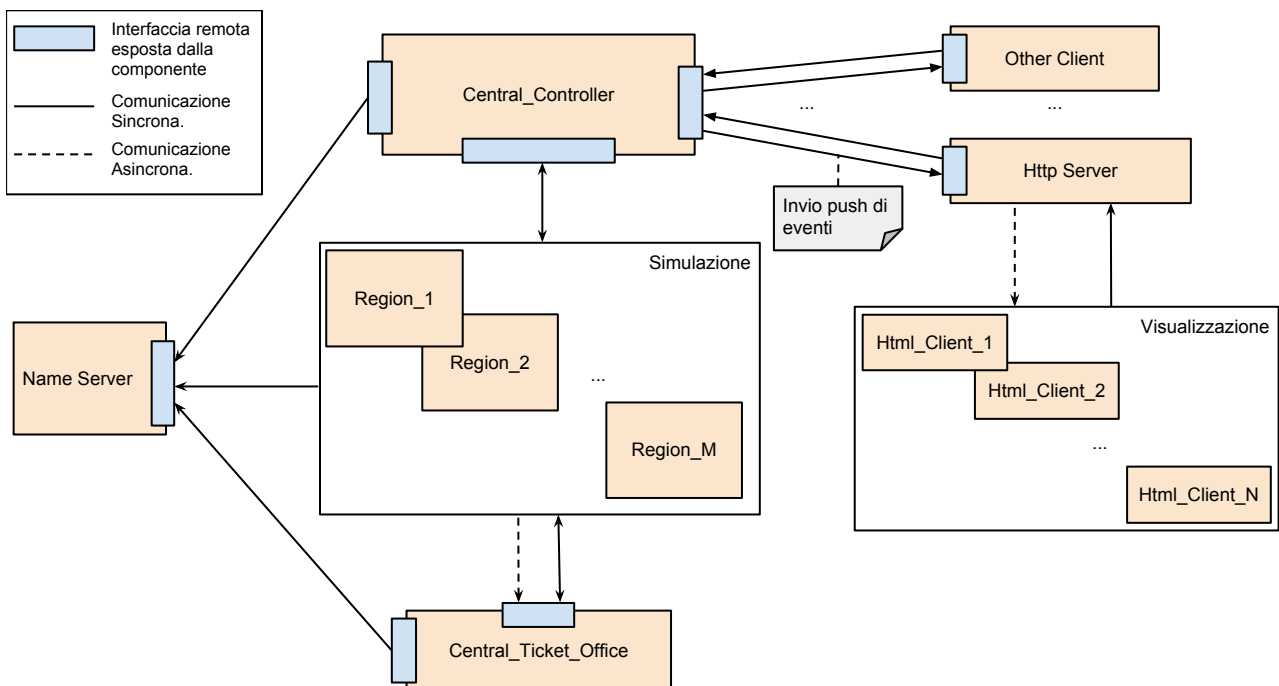 Interfaccia remota
esposta dalla
componente
Comunicazione
Sincrona.
Comunicazione
Asincrona.
Central_Controller
Other Client
...
...
Http Server
Invio push di
eventi
Simulazione
Region_1
Region_2
...
Region_M
Name Server
Visualizzazione
Html_Client_1
Html_Client_2
...
Html_Client_N
Central_Ticket_Office